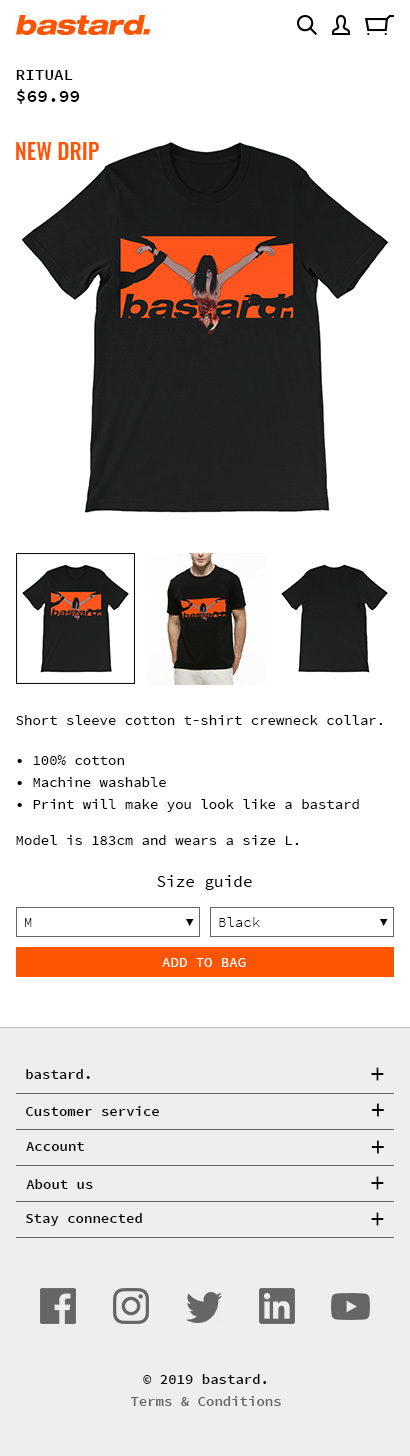 bastard.
RITUAL
$69.99
NEW DRIP
bastard.
bastard.
bastard.
Short sleeve cotton t-shirt crewneck collar.
• 100% cotton
• Machine washable
• Print will make you look like a bastard
Model is 183cm and wears a size L.
Size guide
M ▼ Black ▼
ADD TO BAG
bastard. +
Customer service +
Account +
About us +
Stay connected +
© 2019 bastard.
Terms & Conditions